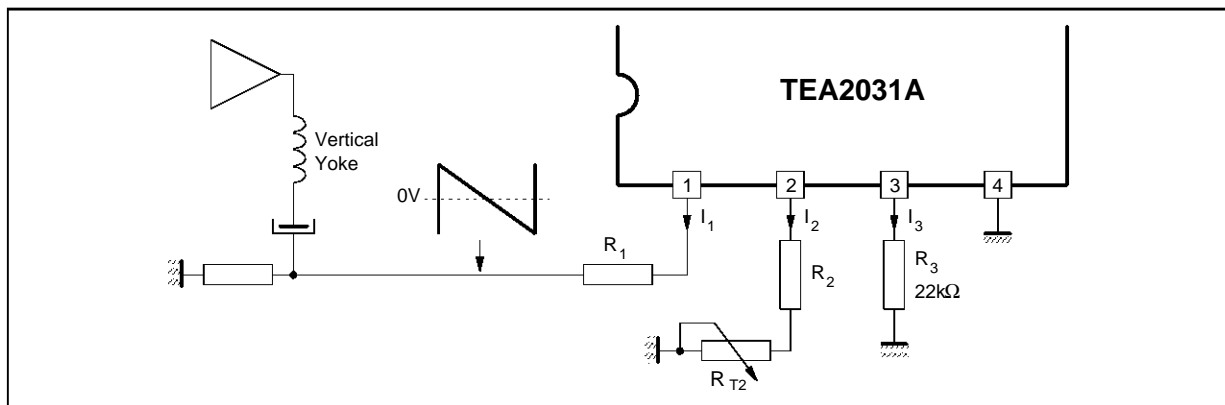 TEA2031A
Vertical
Yoke
0V
1
2
3
4
I1
I2
I3
R1
R2
R3
22kΩ
RT2